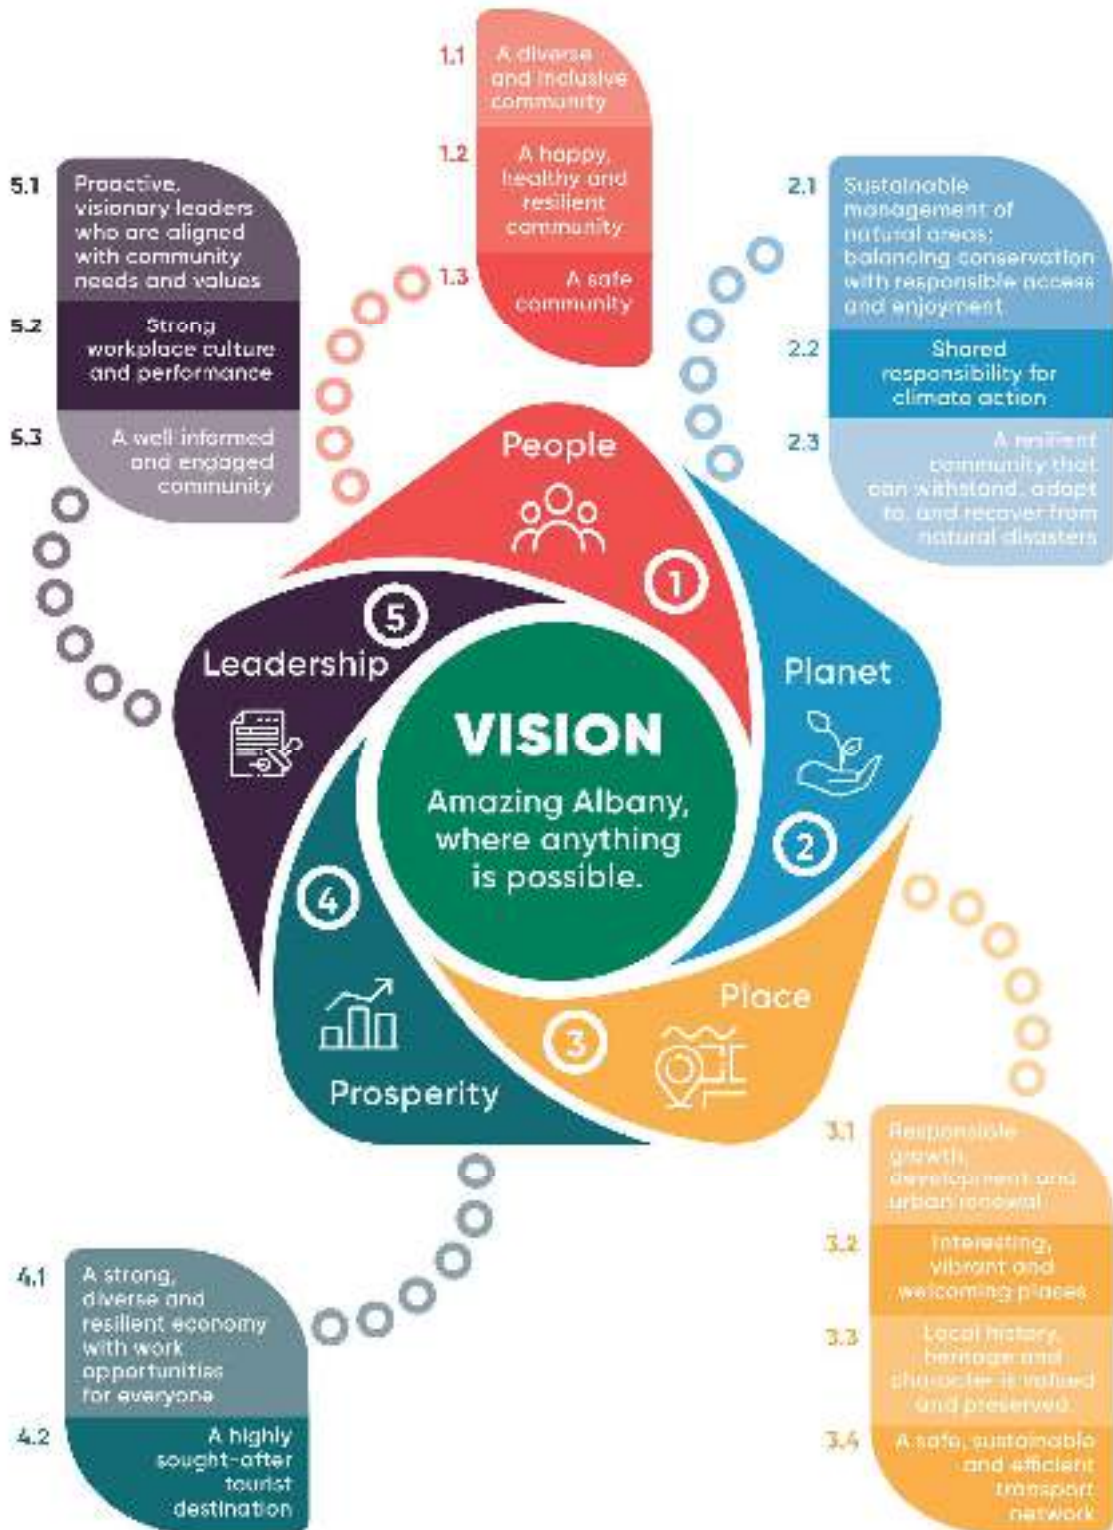 1.1
A diverse
and inclusive
community
1.2
A happy,
healthy and
resilient
community
1.3
A safe
community
5.1
Proactive,
visionary leaders
who are aligned
with community
needs and values
5.2
Strong
workplace culture
and performance
5.3
A well informed
and engaged
community
2.1
Sustainable
management of
natural areas;
balancing conservation
with responsible access
and enjoyment
2.2
Shared
responsibility for
climate action
2.3
A resilient
community that
can withstand, adapt
to, and recover from
natural disasters
People
1
Planet
2
Leadership
5
VISION
Amazing Albany,
where anything
is possible.
4
Prosperity
3
Place
3.1
Responsible
growth,
development and
urban renewal
3.2
Interesting,
vibrant and
welcoming places
3.3
Local history,
heritage and
character is valued
and preserved
3.4
A safe, sustainable
and efficient
transport
network
4.1
A strong,
diverse and
resilient economy
with work
opportunities
for everyone
4.2
A highly
sought-after
tourist
destination